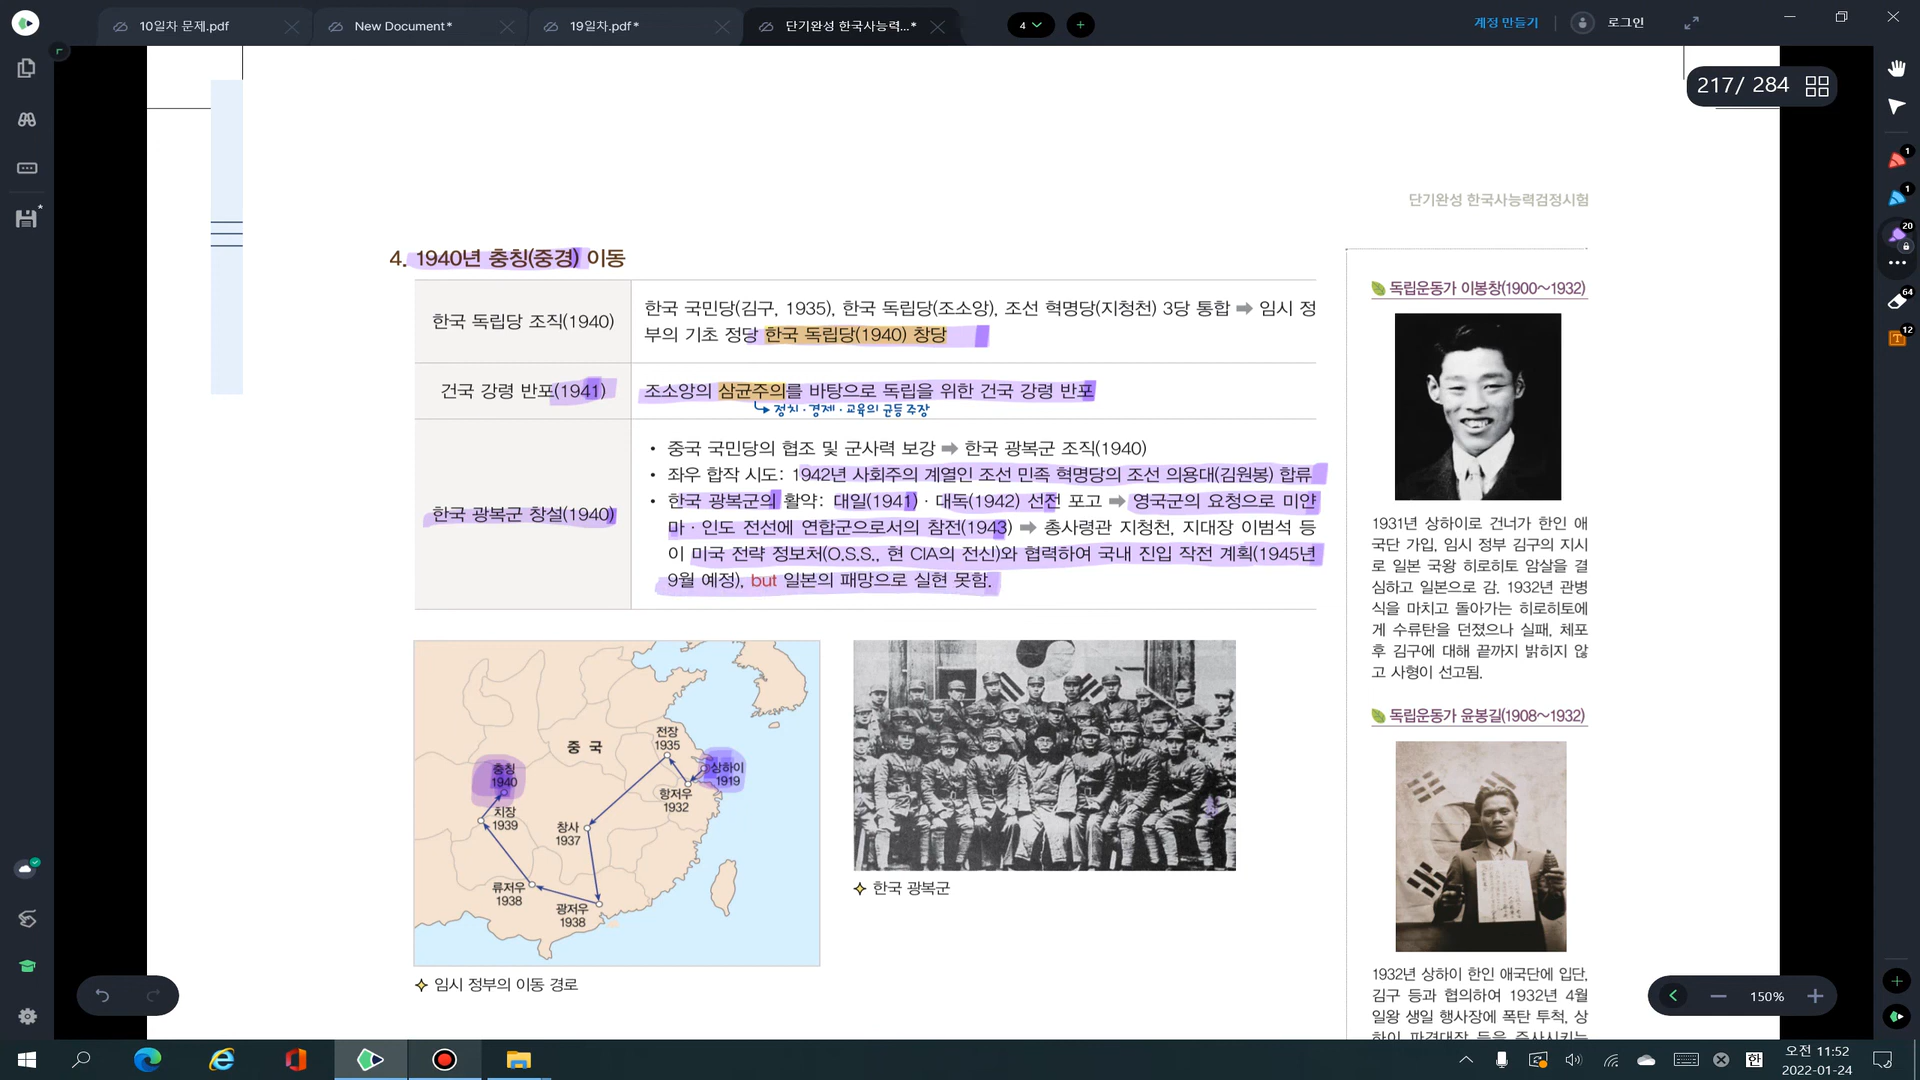 10일차 문제.pdf
New Document*
19일차.pdf*
단기완성 한국사능력...*
4
계정 만들기
로그인
217/ 284
단기완성 한국사능력검정시험
4. 1940년 충칭(중경) 이동
한국 독립당 조직(1940)
한국 국민당(김구, 1935), 한국 독립당(조소앙), 조선 혁명당(지청천) 3당 통합 ➡ 임시 정
부의 기초 정당 한국 독립당(1940) 창당
건국 강령 반포(1941)
조소앙의 삼균주의를 바탕으로 독립을 위한 건국 강령 반포
↳ 정치·경제·교육의 균등 주장
한국 광복군 창설(1940)
• 중국 국민당의 협조 및 군사력 보강 ➡ 한국 광복군 조직(1940)
• 좌우 합작 시도: 1942년 사회주의 계열인 조선 민족 혁명당의 조선 의용대(김원봉) 합류
• 한국 광복군의 활약: 대일(1941) · 대독(1942) 선전 포고 ➡ 영국군의 요청으로 미얀
마 · 인도 전선에 연합군으로서의 참전(1943) ➡ 총사령관 지청천, 지대장 이범석 등
이 미국 전략 정보처(O.S.S., 현 CIA의 전신)와 협력하여 국내 진입 작전 계획(1945년
9월 예정), but 일본의 패망으로 실현 못함.
중 국
전장
1935
상하이
1919
항저우
1932
충칭
1940
치장
1939
창사
1937
류저우
1938
광저우
1938
임시 정부의 이동 경로
한국 광복군
독립운동가 이봉창(1900~1932)
1931년 상하이로 건너가 한인 애
국단 가입, 임시 정부 김구의 지시
로 일본 국왕 히로히토 암살을 결
심하고 일본으로 감. 1932년 관병
식을 마치고 돌아가는 히로히토에
게 수류탄을 던졌으나 실패, 체포
후 김구에 대해 끝까지 밝히지 않
고 사형이 선고됨.
독립운동가 윤봉길(1908~1932)
1932년 상하이 한인 애국단에 입단,
김구 등과 협의하여 1932년 4월
일왕 생일 행사장에 폭탄 투척, 상
1
1
20
64
T
12
150%
한
오전 11:52
2022-01-24